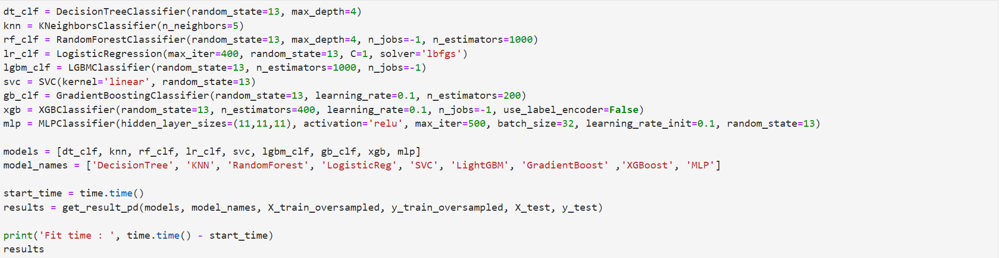 dt_clf = DecisionTreeClassifier(random_state=13, max_depth=4)
knn = KNeighborsClassifier(n_neighbors=5)
rf_clf = RandomForestClassifier(random_state=13, max_depth=4, n_jobs=-1, n_estimators=1000)
lr_clf = LogisticRegression(max_iter=400, random_state=13, C=1, solver='lbfgs')
lgbm_clf = LGBMClassifier(random_state=13, n_estimators=1000, n_jobs=-1)
svc = SVC(kernel='linear', random_state=13)
gb_clf = GradientBoostingClassifier(random_state=13, learning_rate=0.1, n_estimators=200)
xgb = XGBClassifier(random_state=13, n_estimators=400, learning_rate=0.1, n_jobs=-1, use_label_encoder=False)
mlp = MLPClassifier(hidden_layer_sizes=(11,11,11), activation='relu', max_iter=500, batch_size=32, learning_rate_init=0.1, random_state=13)
models = [dt_clf, knn, rf_clf, lr_clf, svc, lgbm_clf, gb_clf, xgb, mlp]
model_names = ['DecisionTree', 'KNN', 'RandomForest', 'LogisticReg', 'SVC', 'LightGBM', 'GradientBoost' ,'XGBoost', 'MLP']
start_time = time.time()
results = get_result_pd(models, model_names, X_train_oversampled, y_train_oversampled, X_test, y_test)
print('Fit time : ', time.time() - start_time)
results